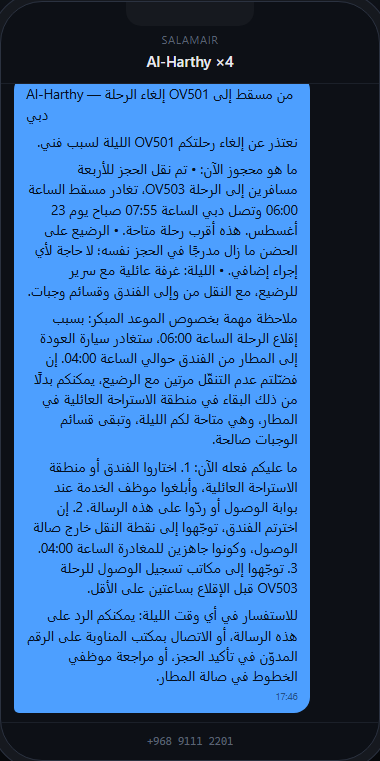 SALAMAIR
Al-Harthy ×4
Al-Harthy — إلغاء الرحلة OV501 من مسقط إلى
دبي
نعتذر عن إلغاء رحلتكم OV501 الليلة لسبب فني.
ما هو محجوز الآن: • تم نقل الحجز للأربعة
مسافرين إلى الرحلة OV503، تغادر مسقط الساعة
06:00 وتصل دبي الساعة 07:55 صباح يوم 23
أغسطس. هذه أقرب رحلة متاحة. • الرضيع على
الحضن ما زال مدرجًا في الحجز نفسه؛ لا حاجة لأي
إجراء إضافي. • الليلة: غرفة عائلية مع سرير
للرضيع، مع النقل من وإلى الفندق وقسائم وجبات.
ملاحظة مهمة بخصوص الموعد المبكر: بسبب
إقلاع الرحلة 06:00، ستغادر سيارة العودة
إلى المطار من الفندق حوالي الساعة 04:00. إن
فضّلتم عدم التنقّل مرتين مع الرضيع، يمكنكم بدلًا
من ذلك البقاء في منطقة الاستراحة العائلية في
المطار، وهي متاحة لكم الليلة، وتبقى قسائم
الوجبات صالحة.
ما عليكم فعله الآن: 1. اختاروا الفندق أو منطقة
الاستراحة العائلية، وأبلغوا موظف الخدمة عند
بوابة الوصول أو ردّوا على هذه الرسالة. 2. إن
اخترتم الفندق، توجّهوا إلى نقطة النقل خارج صالة
الوصول، وكونوا جاهزين للمغادرة الساعة 04:00.
3. توجّهوا إلى مكاتب تسجيل الوصول للرحلة
OV503 قبل الإقلاع بساعتين على الأقل.
للاستفسار في أي وقت الليلة: يمكنكم الرد على
هذه الرسالة، أو الاتصال بمكتب المناوبة على الرقم
المدوّن في تأكيد الحجز، أو مراجعة موظفي
الخطوط في صالة المطار.
17:46
+968 9111 2201